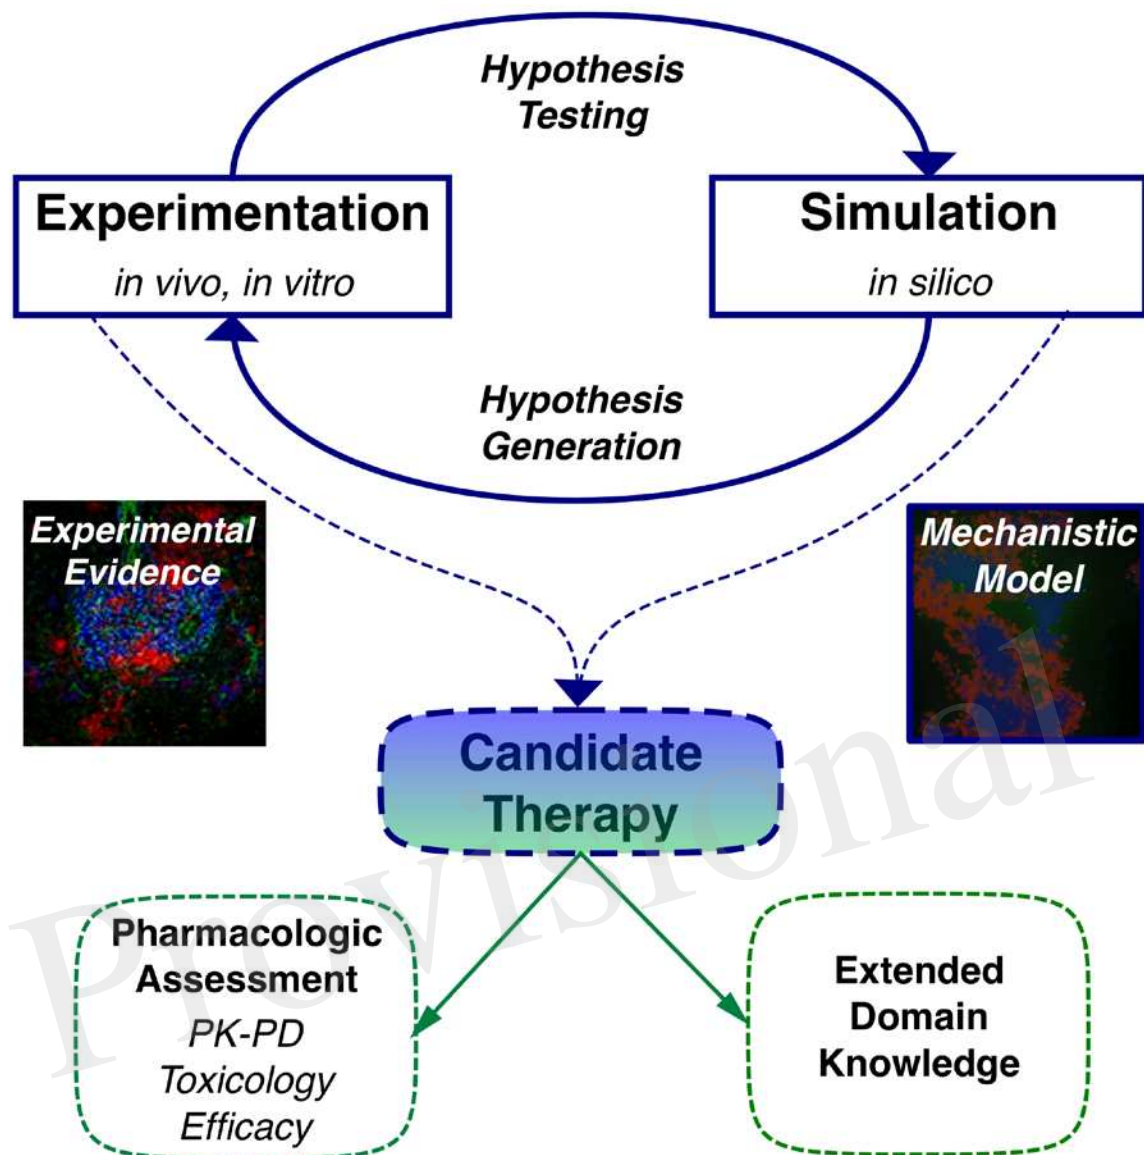 Hypothesis
Testing
Experimentation
in vivo, in vitro
Simulation
in silico
Hypothesis
Generation
Experimental
Evidence
Mechanistic
Model
Candidate
Therapy
Pharmacologic
Assessment
PK-PD
Toxicology
Efficacy
Extended
Domain
Knowledge
Provisional